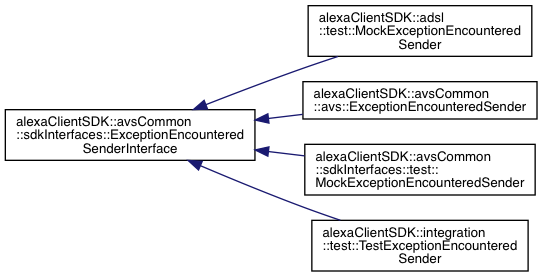 alexaClientSDK::adsl
::test::MockExceptionEncountered
Sender
alexaClientSDK::avsCommon
::avs::ExceptionEncounteredSender
alexaClientSDK::avsCommon
::sdkInterfaces::ExceptionEncountered
SenderInterface
alexaClientSDK::avsCommon
::sdkInterfaces::test::
MockExceptionEncounteredSender
alexaClientSDK::integration
::test::TestExceptionEncountered
Sender